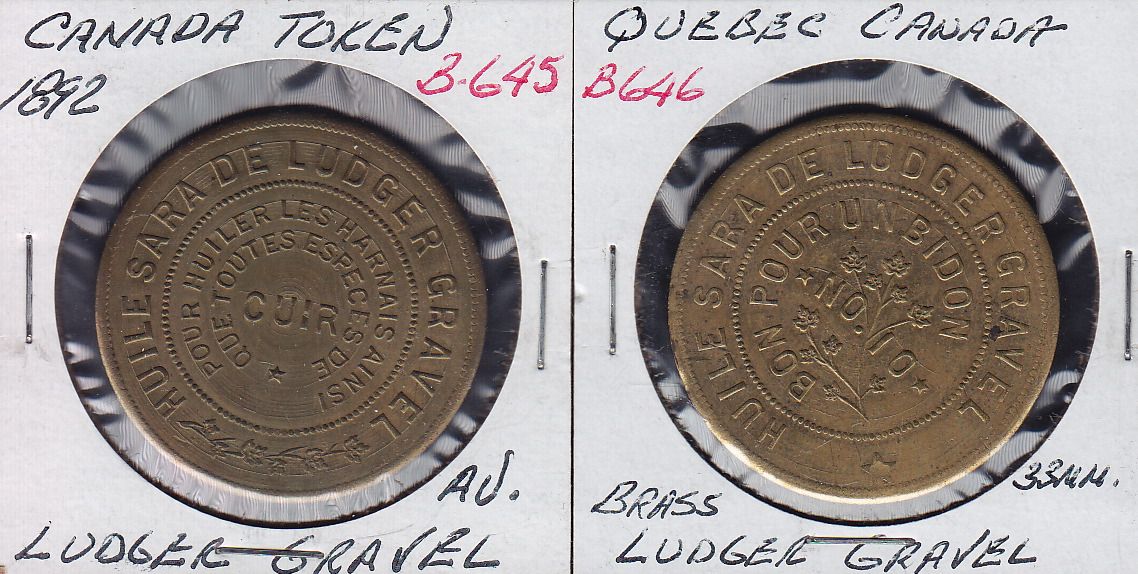 CANADA TOKEN
1892
B-645
HUILE SARA DE LUDGER GRAVEL
POUR HUILER LES HARNAIS AINSI
QUE TOUTES ESPECES DE
CUIR
AU.
LUDGER GRAVEL
QUEBEC CANADA
B646
HUILE SARA DE LUDGER GRAVEL
BON POUR UN BIDON
NO. 10
BRASS
33MM.
LUDGER GRAVEL